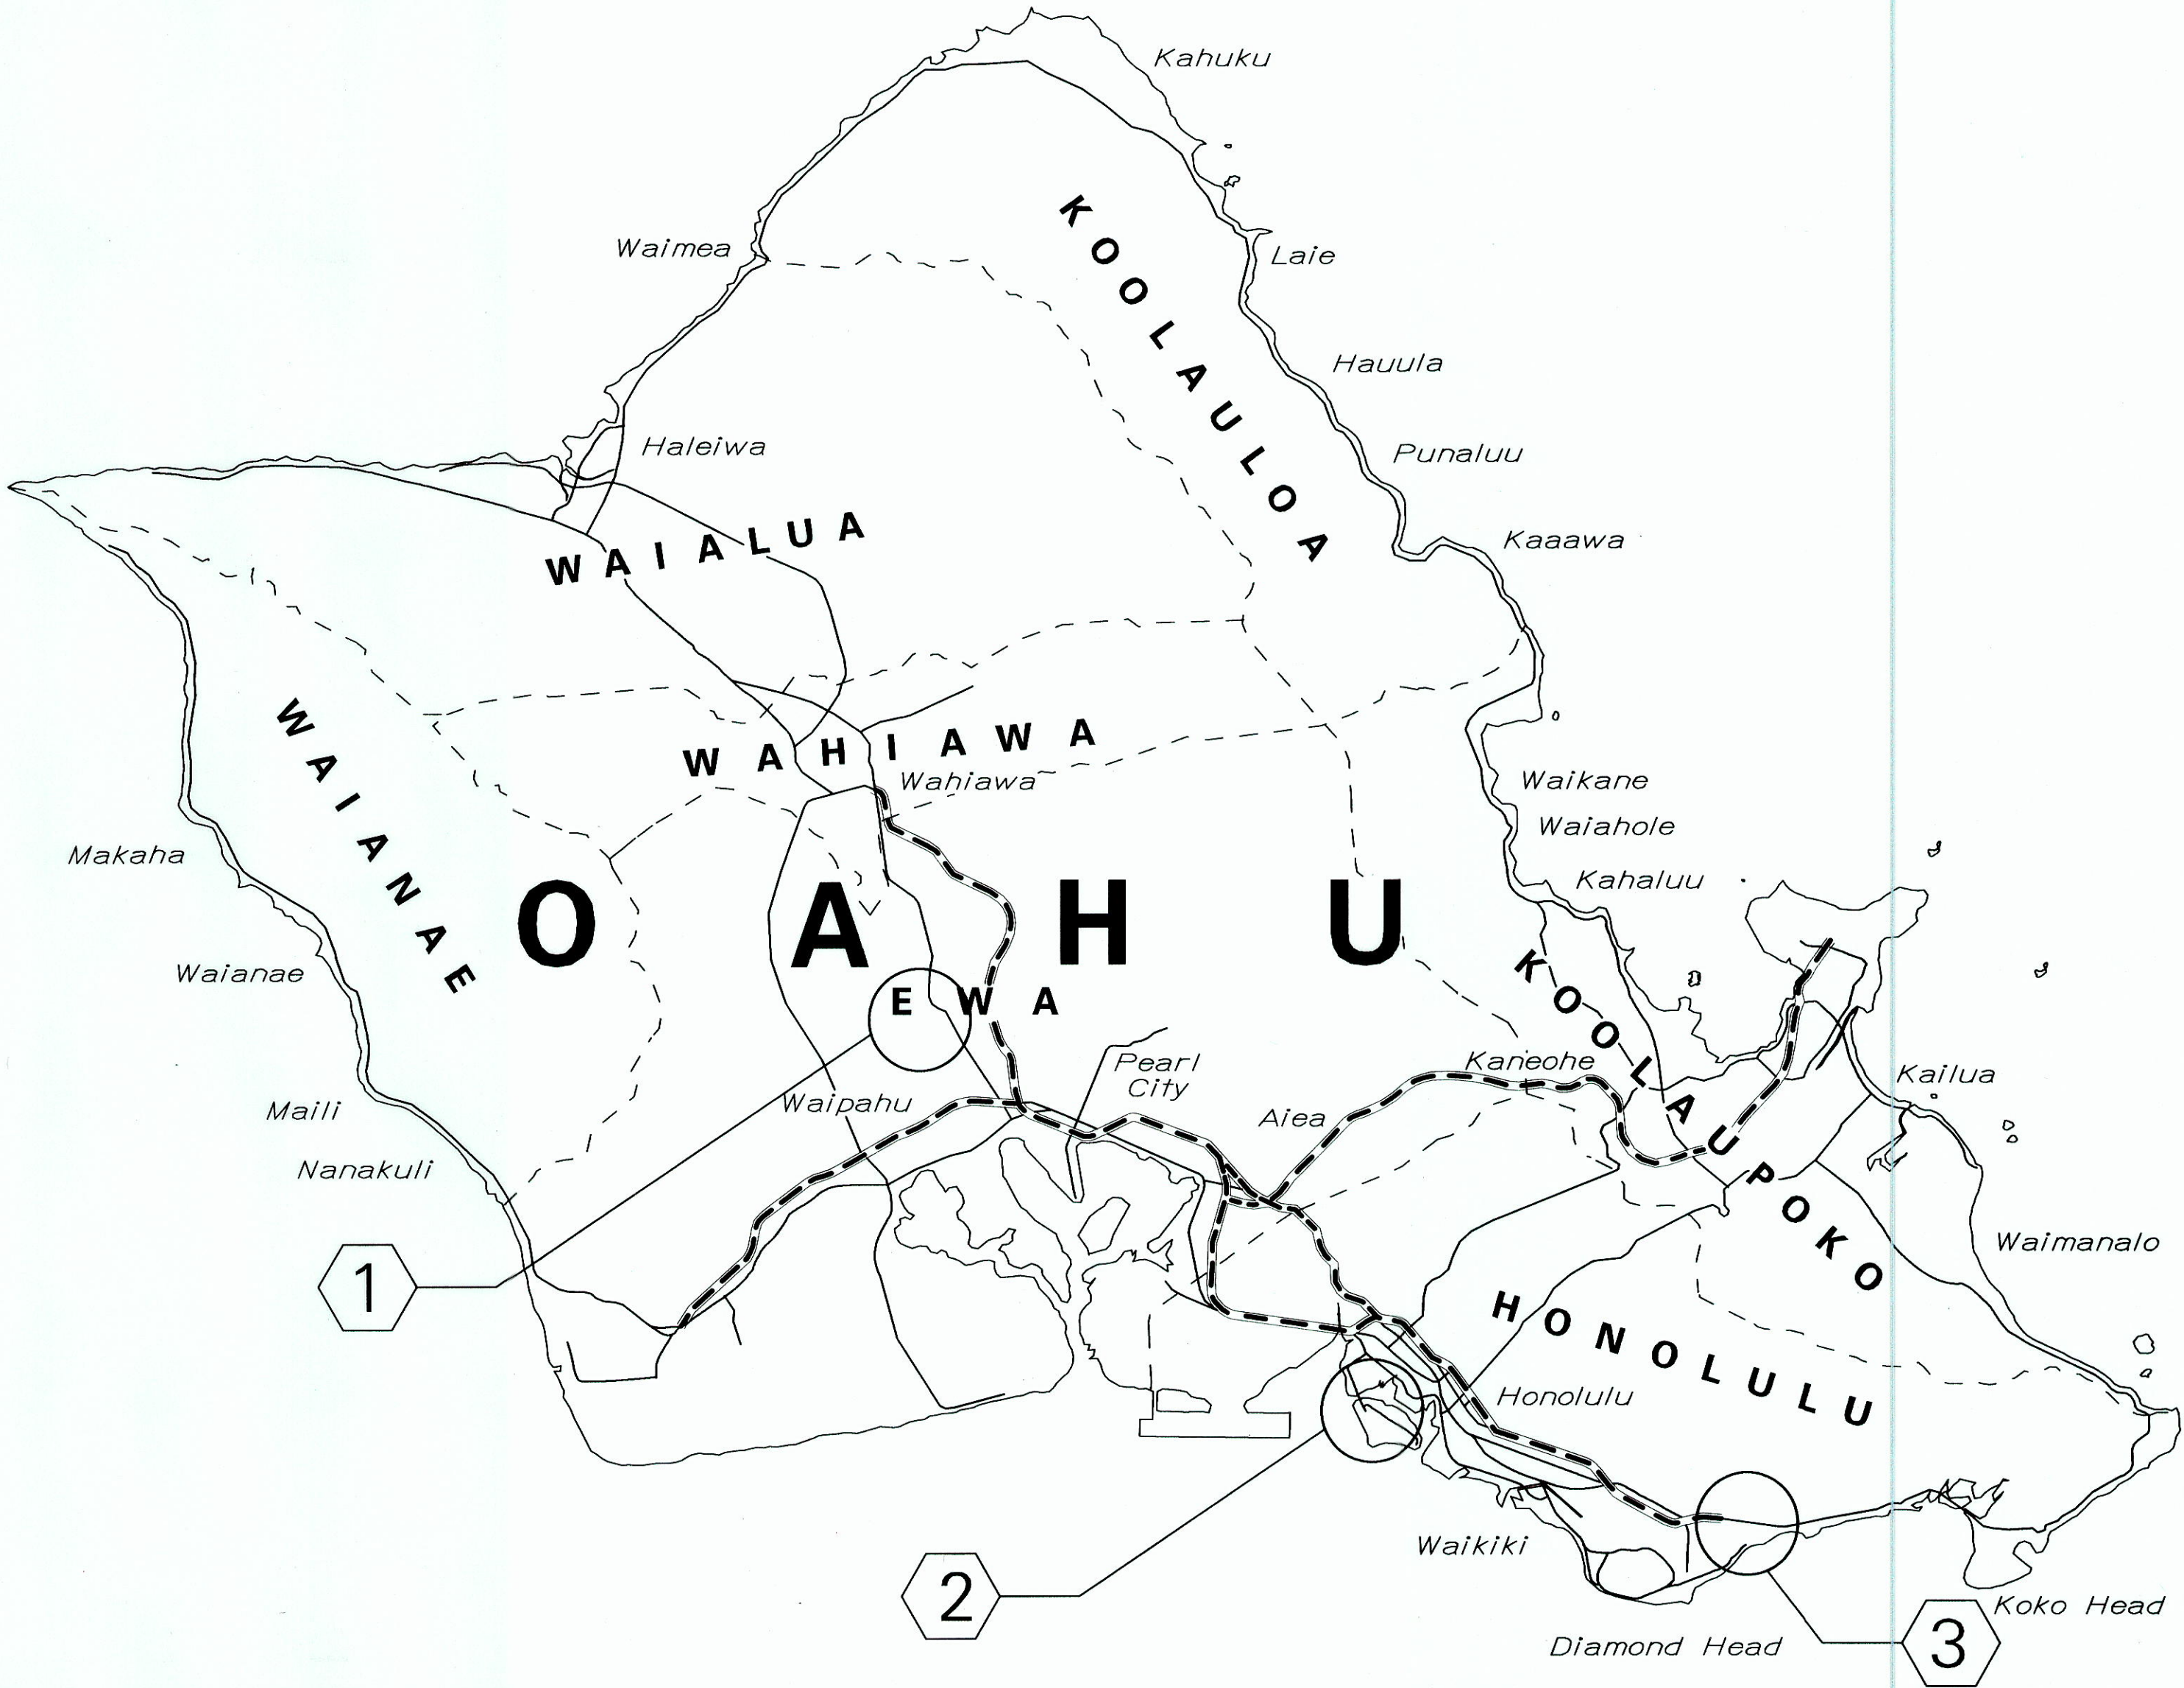 Kahuku
KOOLAULOA
Waimea
Laie
Hauula
Haleiwa
Punaluu
WAIALUA
Kaaawa
WAIANAE
WAHIAWA
Wahiawa
Waikane
Waiahole
Makaha
Kahaluu
OAHU
KOOLAUPOKO
Waianae
EWA
Pearl
City
Kaneohe
Kailua
Maili
Waipahu
Aiea
Nanakuli
Waimanalo
1
HONOLULU
Honolulu
Waikiki
2
Koko Head
Diamond Head
3